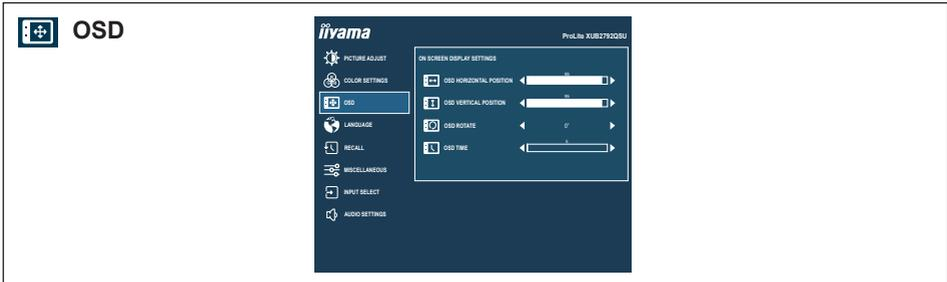 OSD
iiyama
ProLite XUB2792QSU
PICTURE ADJUST
COLOR SETTINGS
OSD
LANGUAGE
RECALL
MISCELLANEOUS
INPUT SELECT
AUDIO SETTINGS
ON SCREEN DISPLAY SETTINGS
OSD HORIZONTAL POSITION
OSD VERTICAL POSITION
OSD ROTATE
0°
OSD TIME